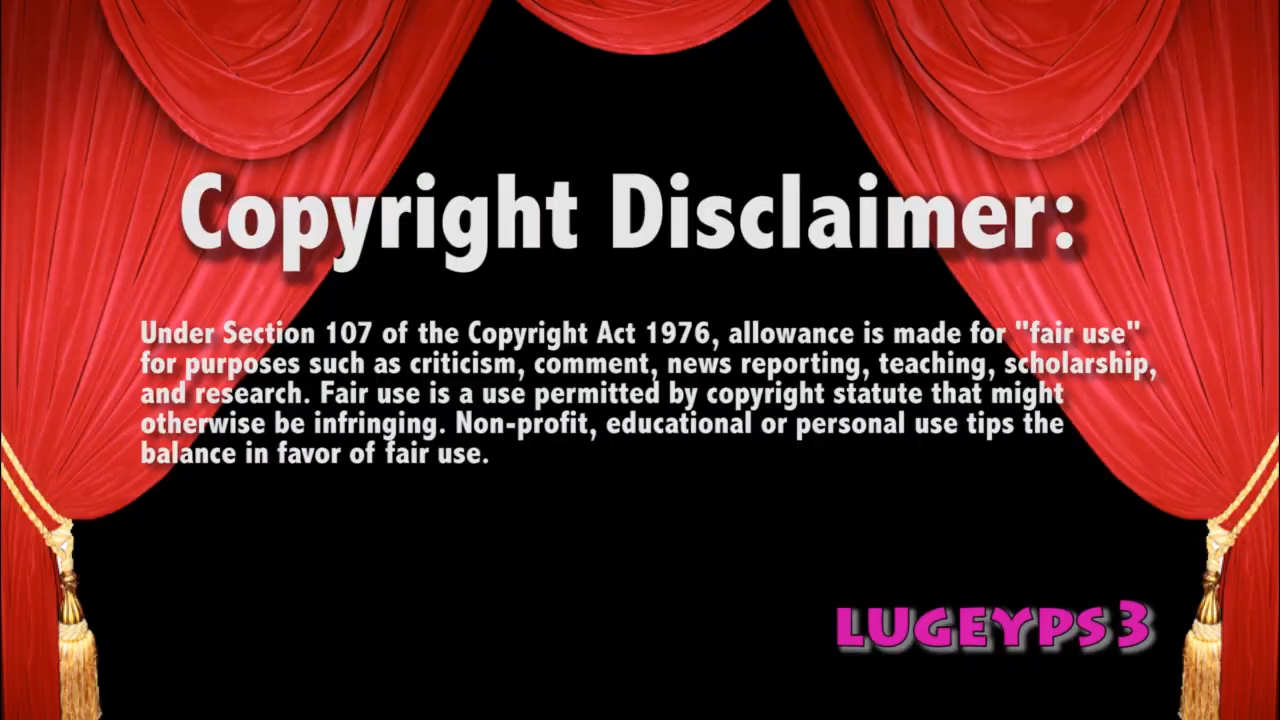 Copyright Disclaimer:
Under Section 107 of the Copyright Act 1976, allowance is made for "fair use"
for purposes such as criticism, comment, news reporting, teaching, scholarship,
and research. Fair use is a use permitted by copyright statute that might
otherwise be infringing. Non-profit, educational or personal use tips the
balance in favor of fair use.
LUGEYPS3